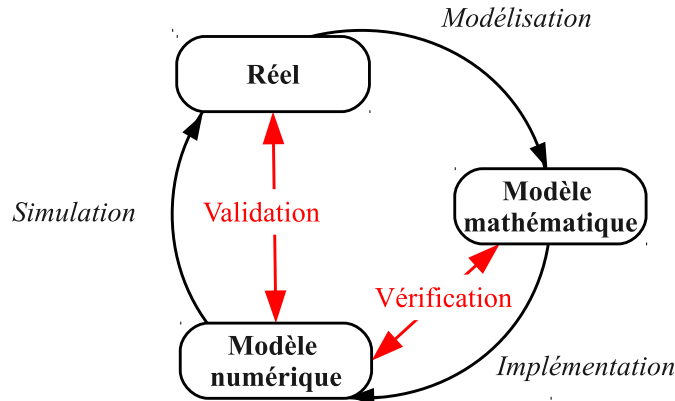 Modélisation
Réel
Modèle
mathématique
Simulation
Validation
Vérification
Modèle
numérique
Implémentation